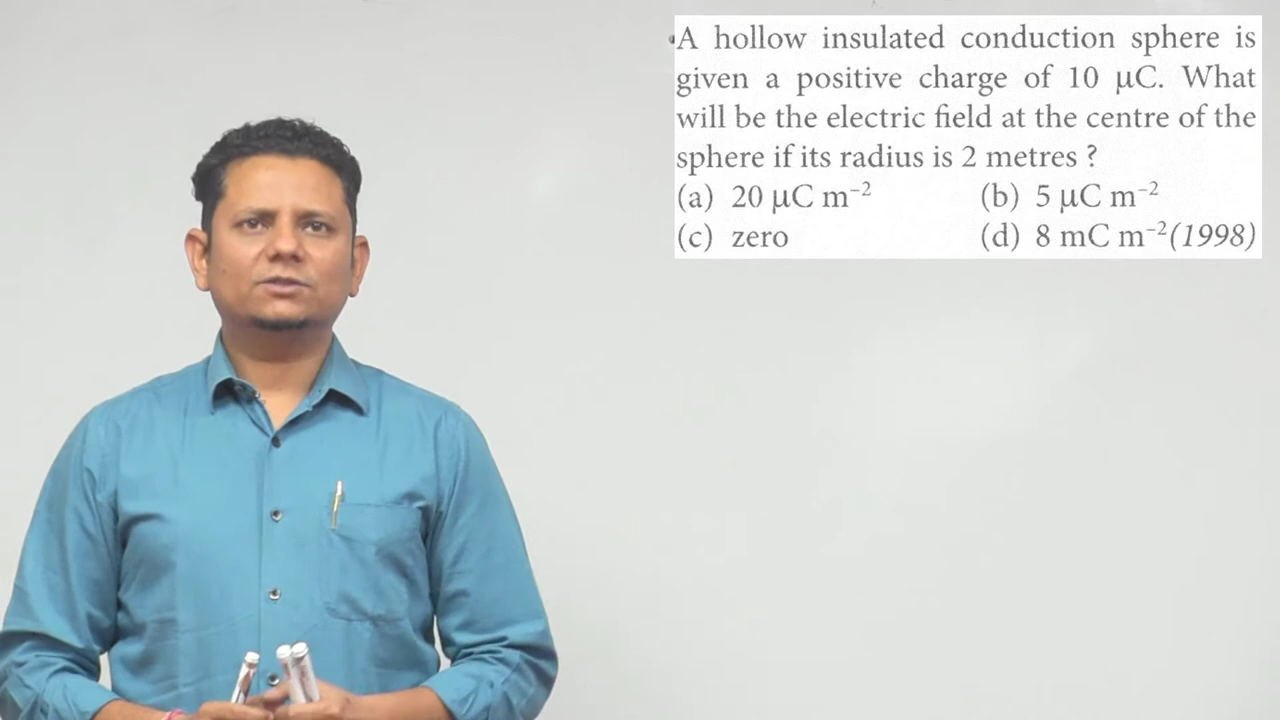 A hollow insulated conduction sphere is
given a positive charge of 10 μC. What
will be the electric field at the centre of the
sphere if its radius is 2 metres ?
(a) 20 μC m⁻² (b) 5 μC m⁻²
(c) zero (d) 8 mC m⁻² (1998)